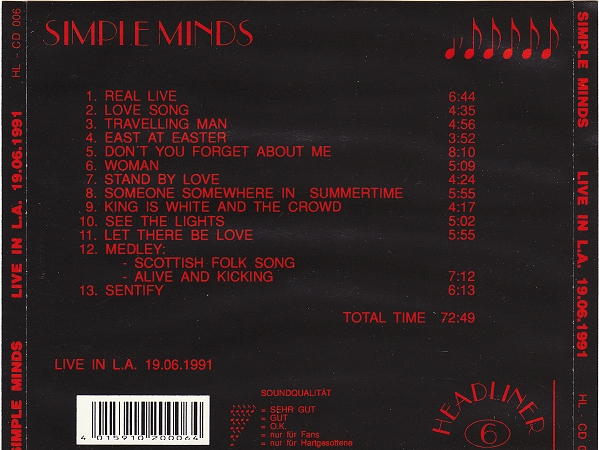 SIMPLE MINDS
1. REAL LIVE 6:44
2. LOVE SONG 4:35
3. TRAVELLING MAN 4:56
4. EAST AT EASTER 3:52
5. DON'T YOU FORGET ABOUT ME 8:10
6. WOMAN 5:09
7. STAND BY LOVE 4:24
8. SOMEONE SOMEWHERE IN SUMMERTIME 5:55
9. KING IS WHITE AND THE CROWD 4:17
10. SEE THE LIGHTS 5:02
11. LET THERE BE LOVE 5:55
12. MEDLEY:
- SCOTTISH FOLK SONG
- ALIVE AND KICKING 7:12
13. SENTIFY 6:13
TOTAL TIME 72:49
LIVE IN L.A. 19.06.1991
4 015910 200064
SOUNDQUALITÄT
= SEHR GUT
= GUT
= O.K.
= nur für Fans
= nur für Hartgesottene
HEADLINER
6
SIMPLE MINDS LIVE IN L.A. 19.06.1991 HL - CD 006
SIMPLE MINDS LIVE IN L.A. 19.06.1991 HL - CD 0